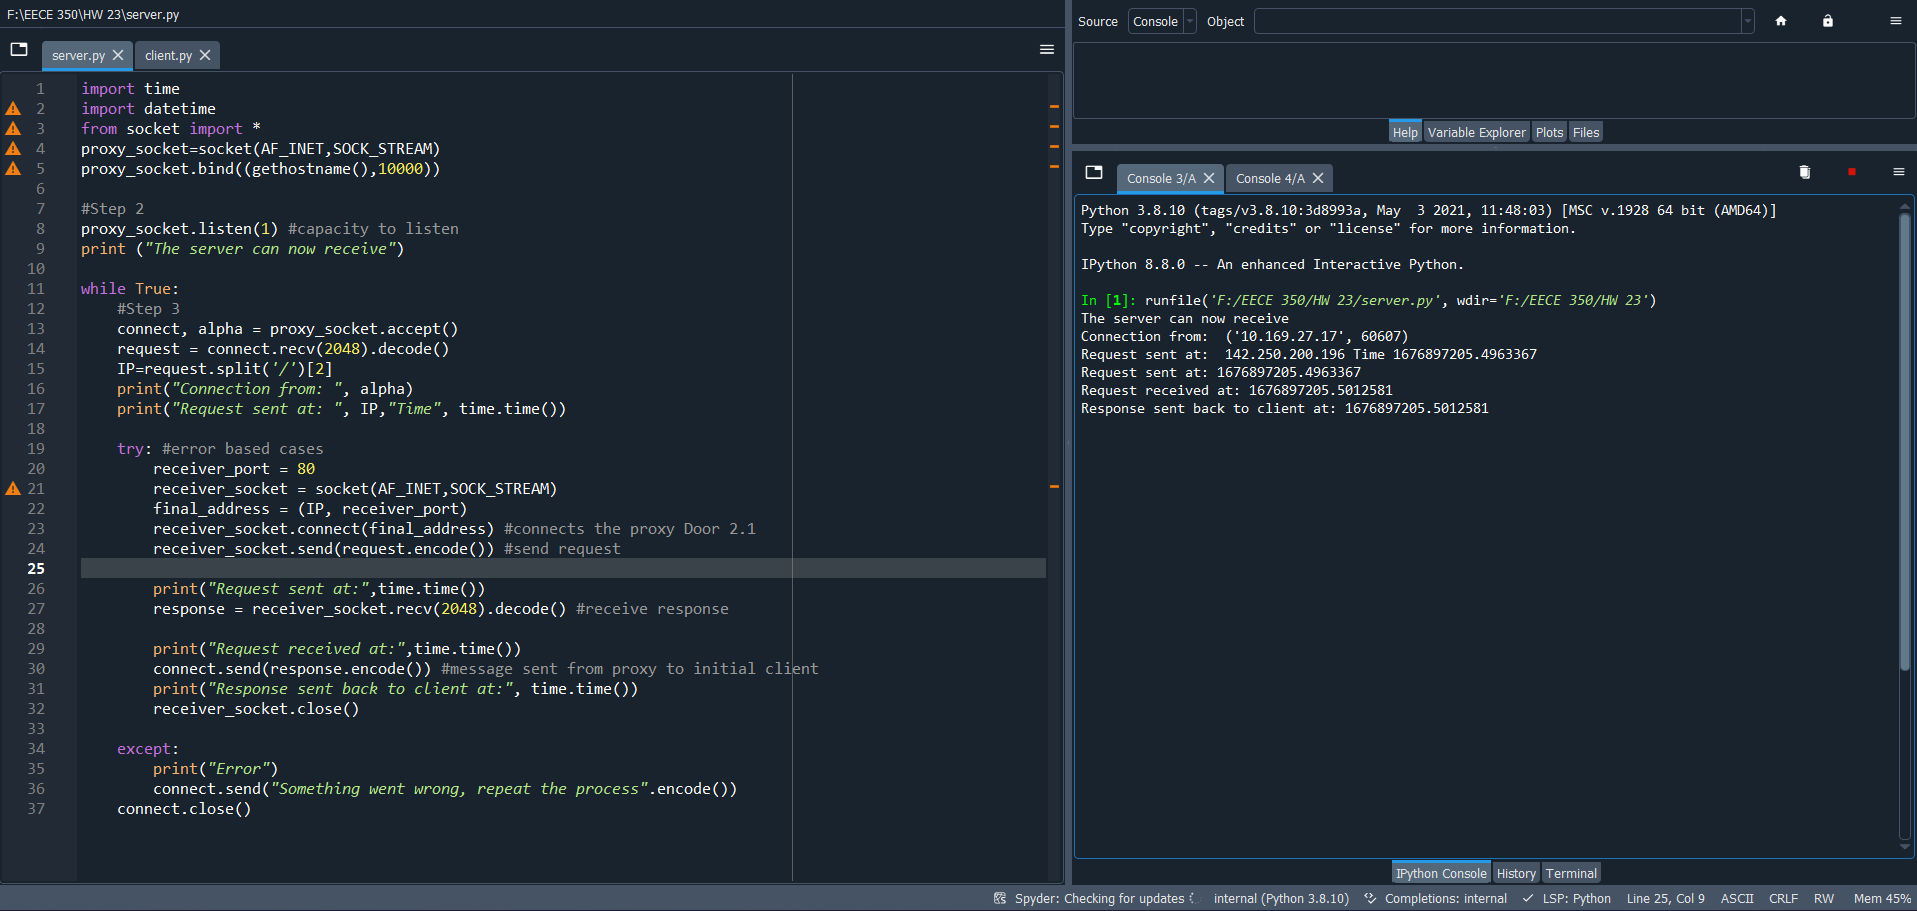 F:\EECE 350\HW 23\server.py
server.py
client.py
1 import time
2 import datetime
3 from socket import *
4 proxy_socket=socket(AF_INET,SOCK_STREAM)
5 proxy_socket.bind((gethostname(),10000))
6
7 #Step 2
8 proxy_socket.listen(1) #capacity to listen
9 print ("The server can now receive")
10
11 while True:
12     #Step 3
13     connect, alpha = proxy_socket.accept()
14     request = connect.recv(2048).decode()
15     IP=request.split('/')[2]
16     print("Connection from: ", alpha)
17     print("Request sent at: ", IP,"Time", time.time())
18
19     try: #error based cases
20         receiver_port = 80
21         receiver_socket = socket(AF_INET,SOCK_STREAM)
22         final_address = (IP, receiver_port)
23         receiver_socket.connect(final_address) #connects the proxy Door 2.1
24         receiver_socket.send(request.encode()) #send request
25
26         print("Request sent at:",time.time())
27         response = receiver_socket.recv(2048).decode() #receive response
28
29         print("Request received at:",time.time())
30         connect.send(response.encode()) #message sent from proxy to initial client
31         print("Response sent back to client at:", time.time())
32         receiver_socket.close()
33
34     except:
35         print("Error")
36         connect.send("Something went wrong, repeat the process".encode())
37     connect.close()
Source Console Object
Help Variable Explorer Plots Files
Console 3/A Console 4/A
Python 3.8.10 (tags/v3.8.10:3d8993a, May  3 2021, 11:48:03) [MSC v.1928 64 bit (AMD64)]
Type "copyright", "credits" or "license" for more information.
IPython 8.8.0 -- An enhanced Interactive Python.
In [1]: runfile('F:/EECE 350/HW 23/server.py', wdir='F:/EECE 350/HW 23')
The server can now receive
Connection from:  ('10.169.27.17', 60607)
Request sent at:  142.250.200.196 Time 1676897205.4963367
Request sent at: 1676897205.4963367
Request received at: 1676897205.5012581
Response sent back to client at: 1676897205.5012581
IPython Console History Terminal
Spyder: Checking for updates internal (Python 3.8.10) Completions: internal LSP: Python Line 25, Col 9 ASCII CRLF RW Mem 45%